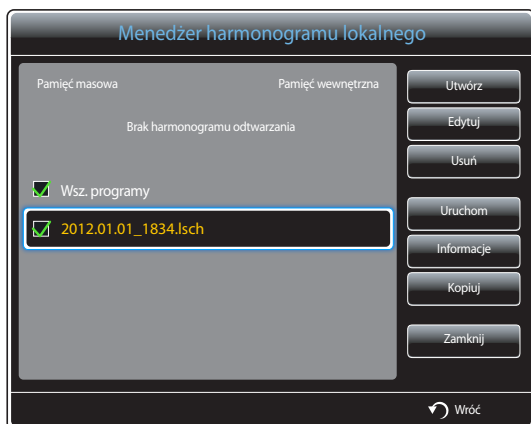 Menedżer harmonogramu lokalnego
Pamięć masowa Pamięć wewnętrzna
Brak harmonogramu odtwarzania
Wsz. programy
2012.01.01_1834.lsch
Utwórz
Edytuj
Usuń
Uruchom
Informacje
Kopiuj
Zamknij
Wróć